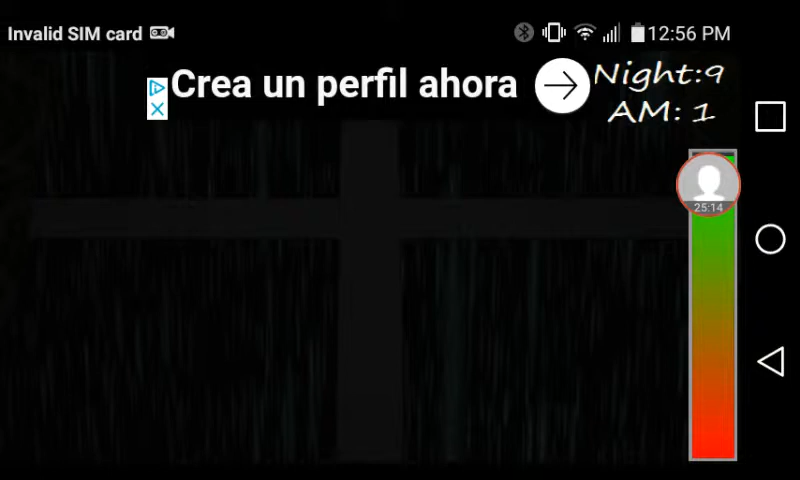 Invalid SIM card
12:56 PM
Crea un perfil ahora
Night:9
AM: 1
25:14